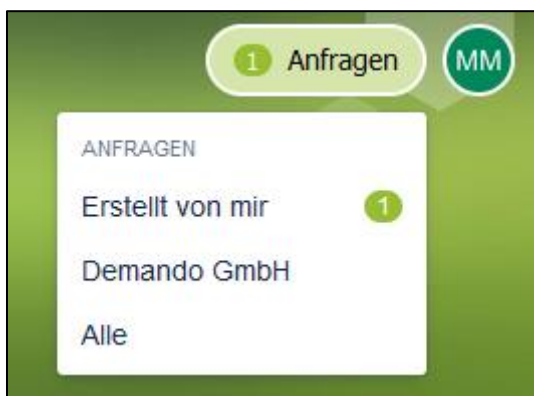 1 Anfragen MM
ANFRAGEN
Erstellt von mir 1
Demando GmbH
Alle